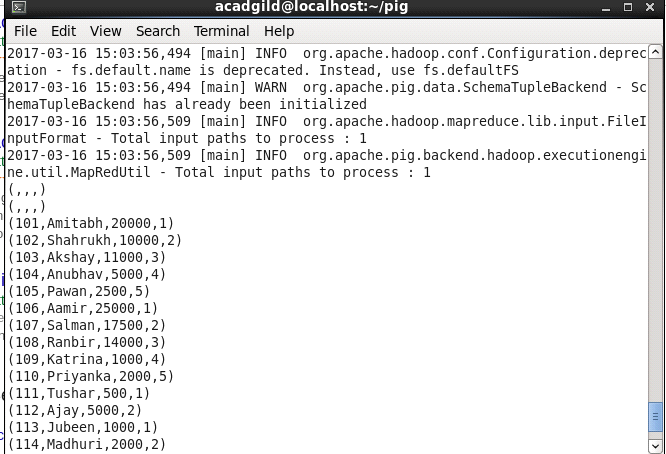 acadgild@localhost:~/pig
File Edit View Search Terminal Help
2017-03-16 15:03:56,494 [main] INFO  org.apache.hadoop.conf.Configuration.deprec
ation - fs.default.name is deprecated. Instead, use fs.defaultFS
2017-03-16 15:03:56,494 [main] WARN  org.apache.pig.data.SchemaTupleBackend - Sc
hemaTupleBackend has already been initialized
2017-03-16 15:03:56,509 [main] INFO  org.apache.hadoop.mapreduce.lib.input.FileI
nputFormat - Total input paths to process : 1
2017-03-16 15:03:56,509 [main] INFO  org.apache.pig.backend.hadoop.executionengi
ne.util.MapRedUtil - Total input paths to process : 1
(,,,)
(,,,)
(101,Amitabh,20000,1)
(102,Shahrukh,10000,2)
(103,Akshay,11000,3)
(104,Anubhav,5000,4)
(105,Pawan,2500,5)
(106,Aamir,25000,1)
(107,Salman,17500,2)
(108,Ranbir,14000,3)
(109,Katrina,1000,4)
(110,Priyanka,2000,5)
(111,Tushar,500,1)
(112,Ajay,5000,2)
(113,Jubeen,1000,1)
(114,Madhuri,2000,2)